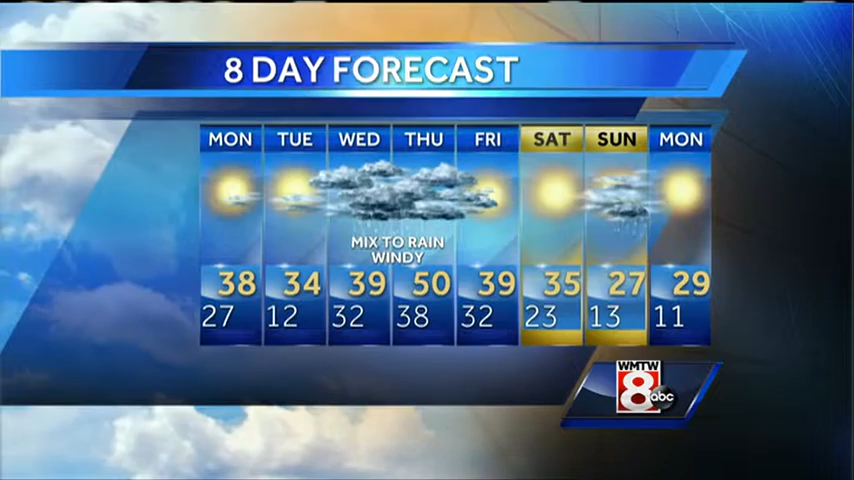 8 DAY FORECAST
MON TUE WED THU FRI SAT SUN MON
MIX TO RAIN
WINDY
38 34 39 50 39 35 27 29
27 12 32 38 32 23 13 11
WMTW
8 abc